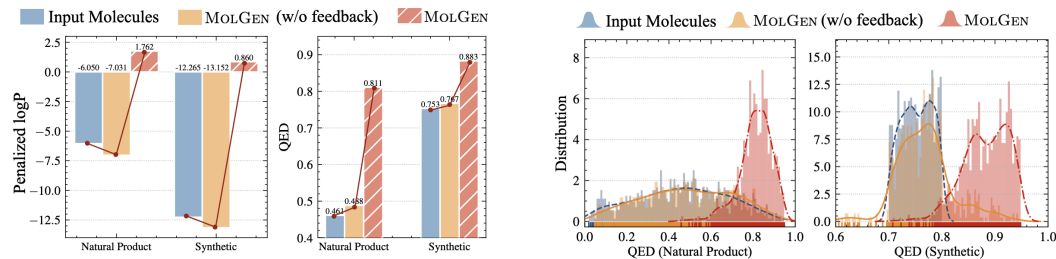 Input Molecules MOLGEN (w/o feedback) MOLGEN
Penalized logP
2.5
0.0
−2.5
−5.0
−7.5
−10.0
−12.5
-6.050 -7.031 1.762 -12.265 -13.152 0.860
Natural Product Synthetic
QED
0.9
0.8
0.7
0.6
0.5
0.4
0.461 0.488 0.811 0.753 0.767 0.883
Natural Product Synthetic
Input Molecules MOLGEN (w/o feedback) MOLGEN
Distribution
8
6
4
2
0
0.0 0.2 0.4 0.6 0.8 1.0
QED (Natural Product)
15.0
12.5
10.0
7.5
5.0
2.5
0.0
0.6 0.7 0.8 0.9 1.0
QED (Synthetic)